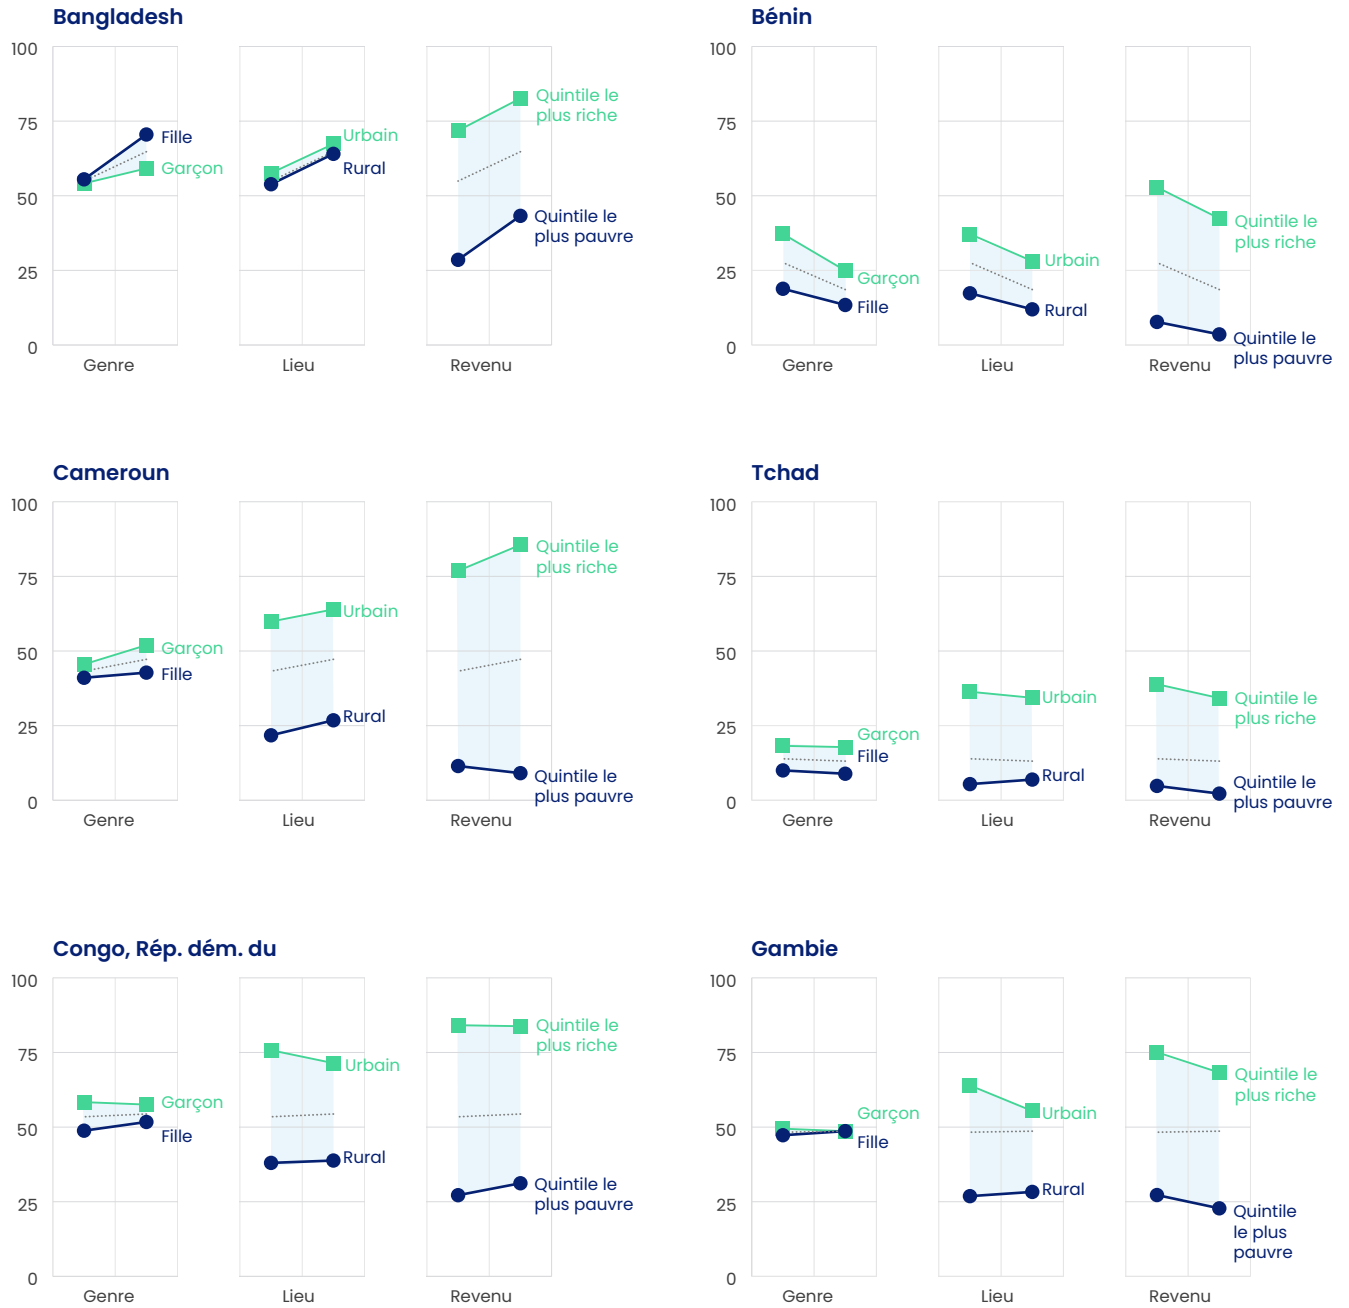 Bangladesh
100
75
50
25
0
Fille
Garçon
Genre
Urbain
Rural
Lieu
Quintile le
plus riche
Quintile le
plus pauvre
Revenu
Bénin
100
75
50
25
0
Garçon
Fille
Genre
Urbain
Rural
Lieu
Quintile le
plus riche
Quintile le
plus pauvre
Revenu
Cameroun
100
75
50
25
0
Garçon
Fille
Genre
Urbain
Rural
Lieu
Quintile le
plus riche
Quintile le
plus pauvre
Revenu
Tchad
100
75
50
25
0
Garçon
Fille
Genre
Urbain
Rural
Lieu
Quintile le
plus riche
Quintile le
plus pauvre
Revenu
Congo, Rép. dém. du
100
75
50
25
0
Garçon
Fille
Genre
Urbain
Rural
Lieu
Quintile le
plus riche
Quintile le
plus pauvre
Revenu
Gambie
100
75
50
25
0
Garçon
Fille
Genre
Urbain
Rural
Lieu
Quintile le
plus riche
Quintile
le plus
pauvre
Revenu